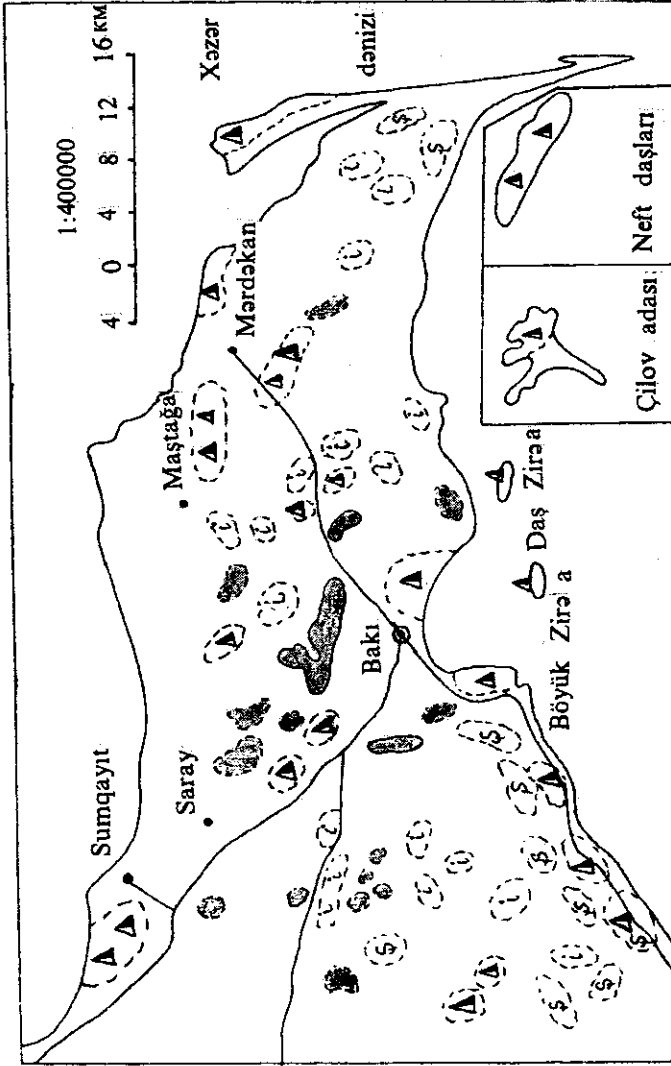 1:400000
4 0 4 8 12 16 КМ
Xəzər
dənizi
Sumqayıt
Saray
Maştağa
Mərdəkan
Bakı
Böyük Zirə a
Daş Zirə a
Çilov adası
Neft daşları